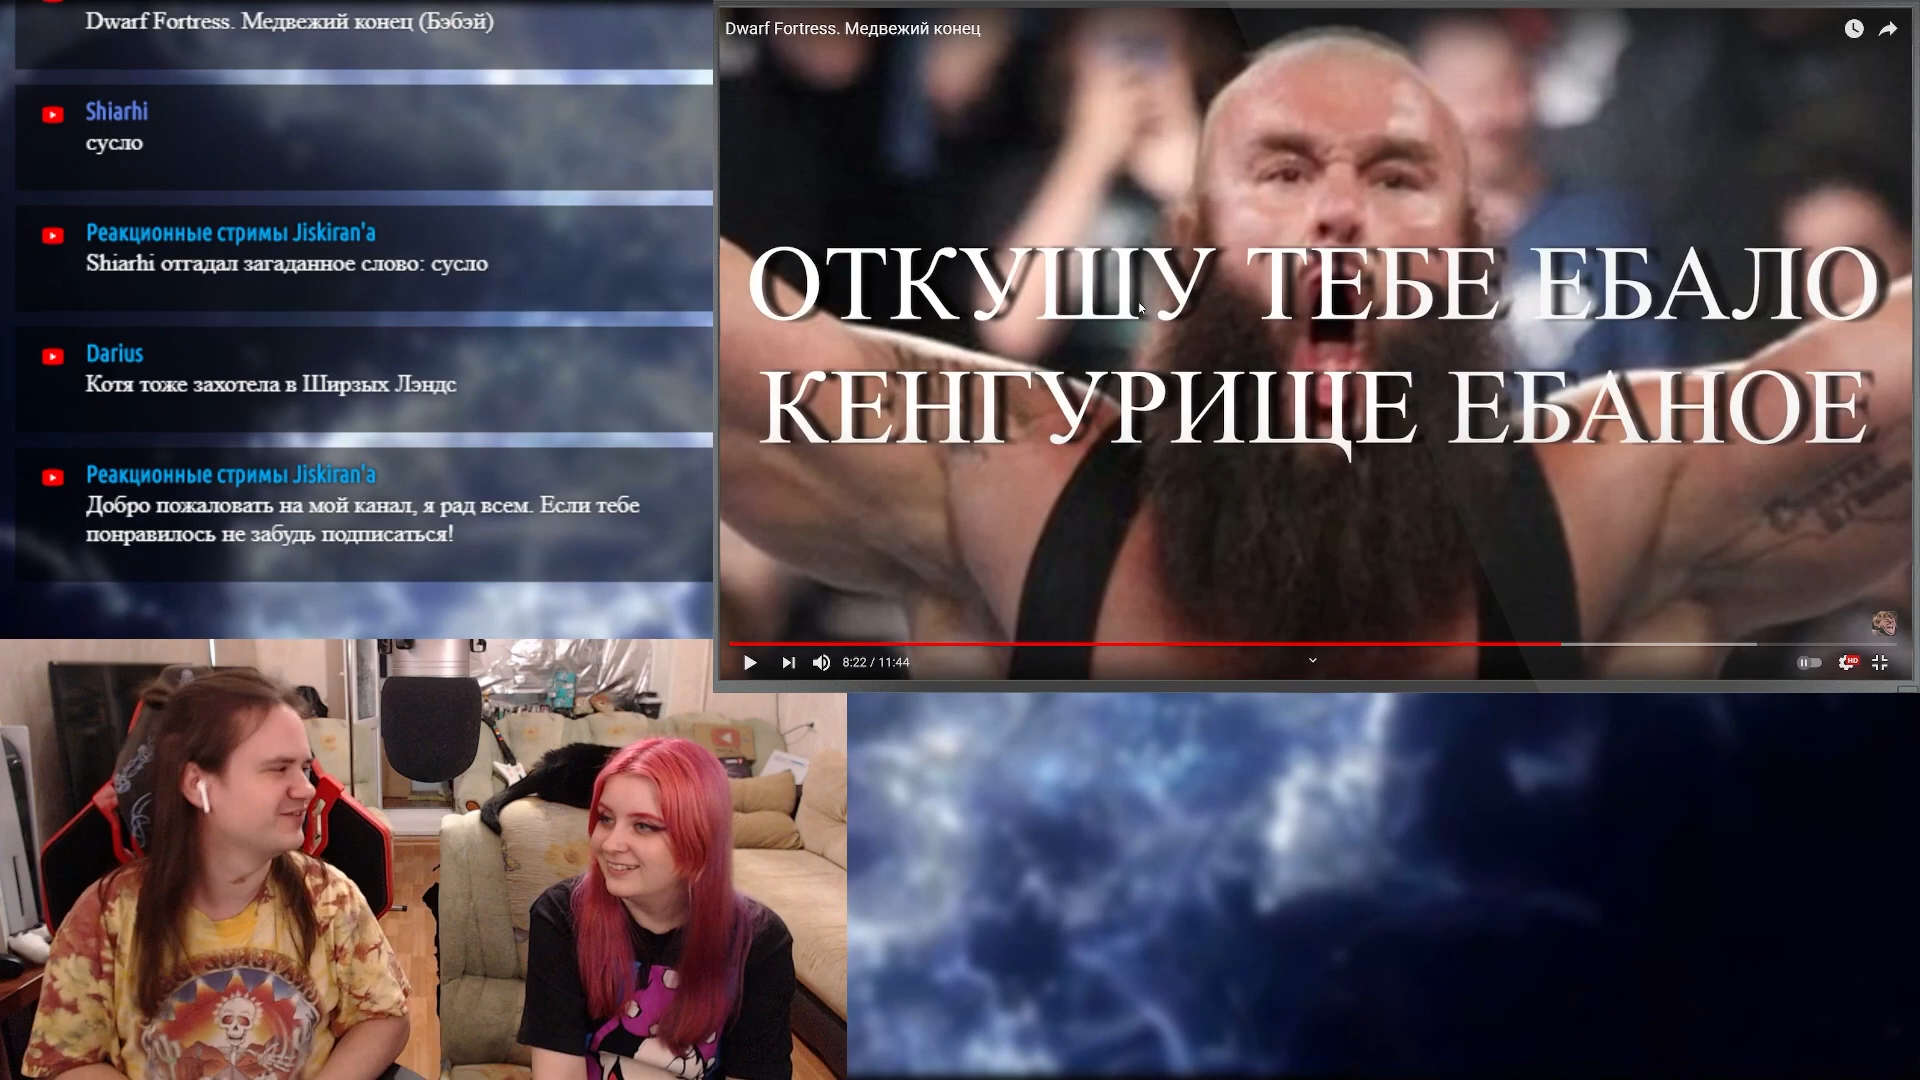 Dwarf Fortress. Медвежий конец (Бэбэй)
Shiarhi
сусло
Реакционные стримы Jiskiran'a
Shiarhi отгадал загаданное слово: сусло
Darius
Котя тоже захотела в Ширзых Лэндс
Реакционные стримы Jiskiran'a
Добро пожаловать на мой канал, я рад всем. Если тебе
понравилось не забудь подписаться!
Dwarf Fortress. Медвежий конец
ОТКУШУ ТЕБЕ ЕБАЛО
КЕНГУРИЩЕ ЕБАНОЕ
8:22 / 11:44
HD